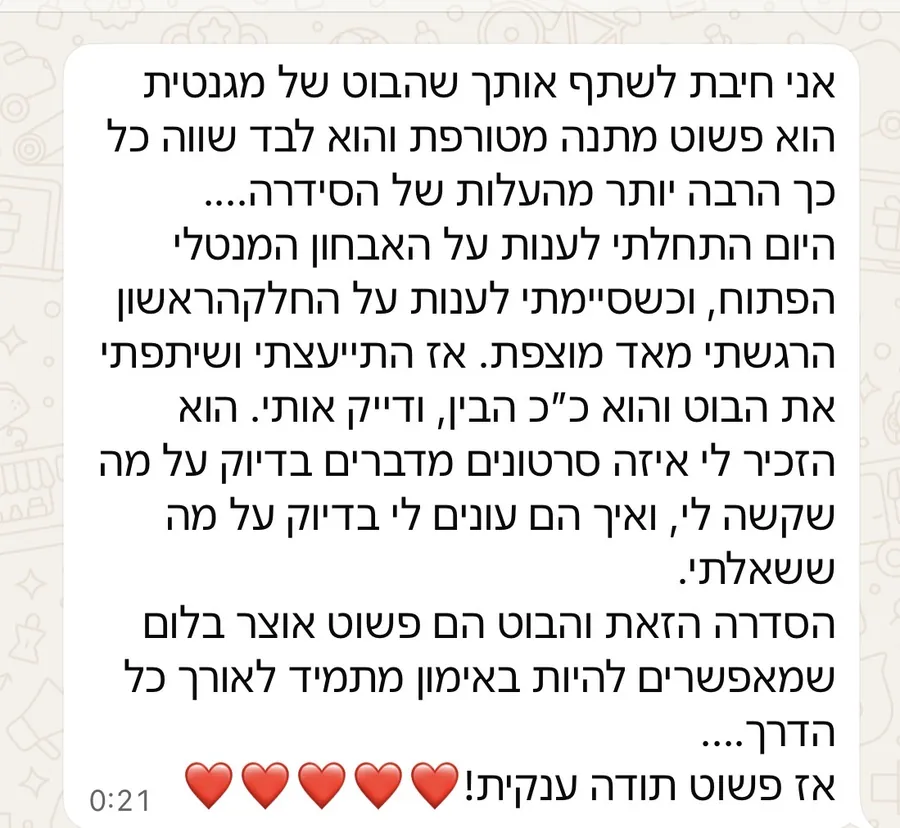 אני חיבת לשתף אותך שהבוט של מגנטית
הוא פשוט מתנה מטורפת והוא לבד שווה כל
כך הרבה יותר מהעלות של הסידרה....
היום התחלתי לענות על האבחון המנטלי
הפתוח, וכשסיימתי לענות על החלקהראשון
הרגשתי מאד מוצפת. אז התייעצתי ושיתפתי
את הבוט והוא כ״כ הבין, ודייק אותי. הוא
הזכיר לי איזה סרטונים מדברים בדיוק על מה
שקשה לי, ואיך הם עונים לי בדיוק על מה
ששאלתי.
הסדרה הזאת והבוט הם פשוט אוצר בלום
שמאפשרים להיות באימון מתמיד לאורך כל
הדרך....
אז פשוט תודה ענקית!❤️❤️❤️❤️❤️
0:21